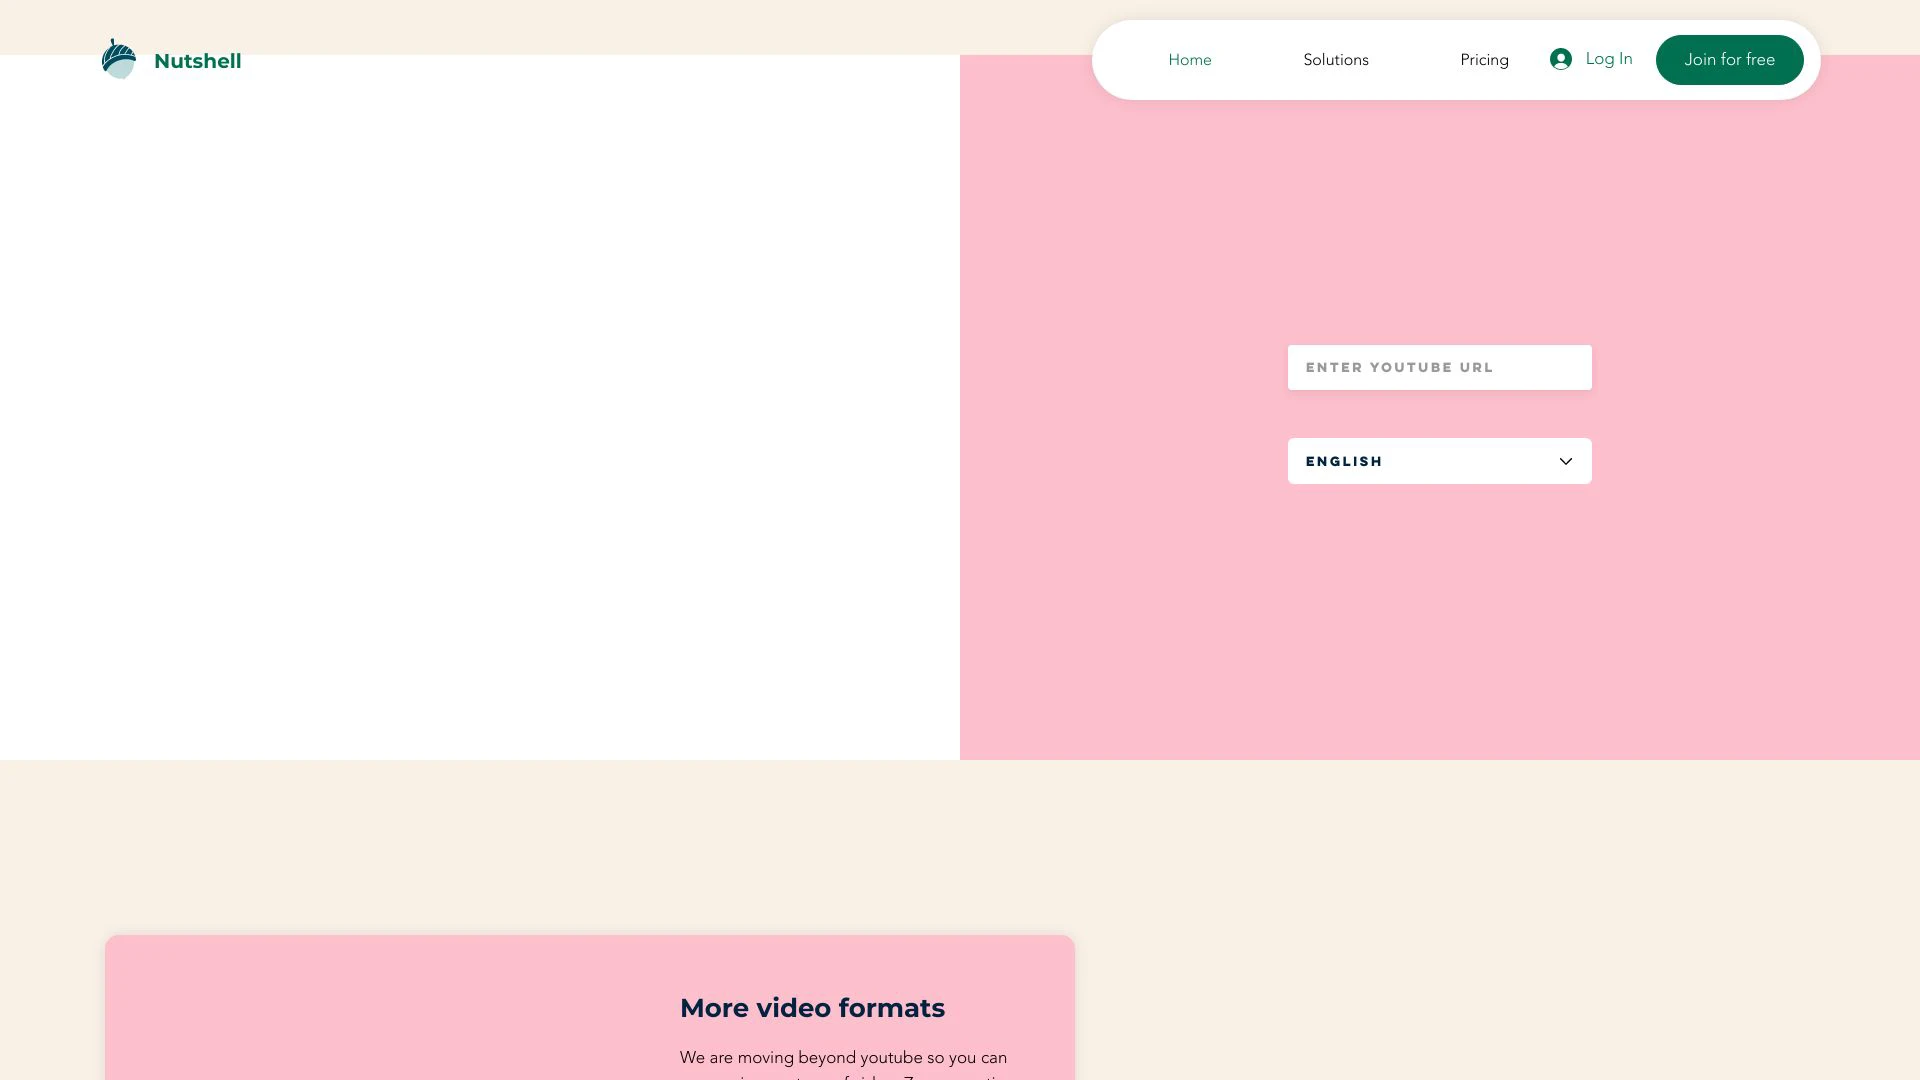 Nutshell
Home
Solutions
Pricing
Log In
Join for free
ENTER YOUTUBE URL
ENGLISH
More video formats
We are moving beyond youtube so you can